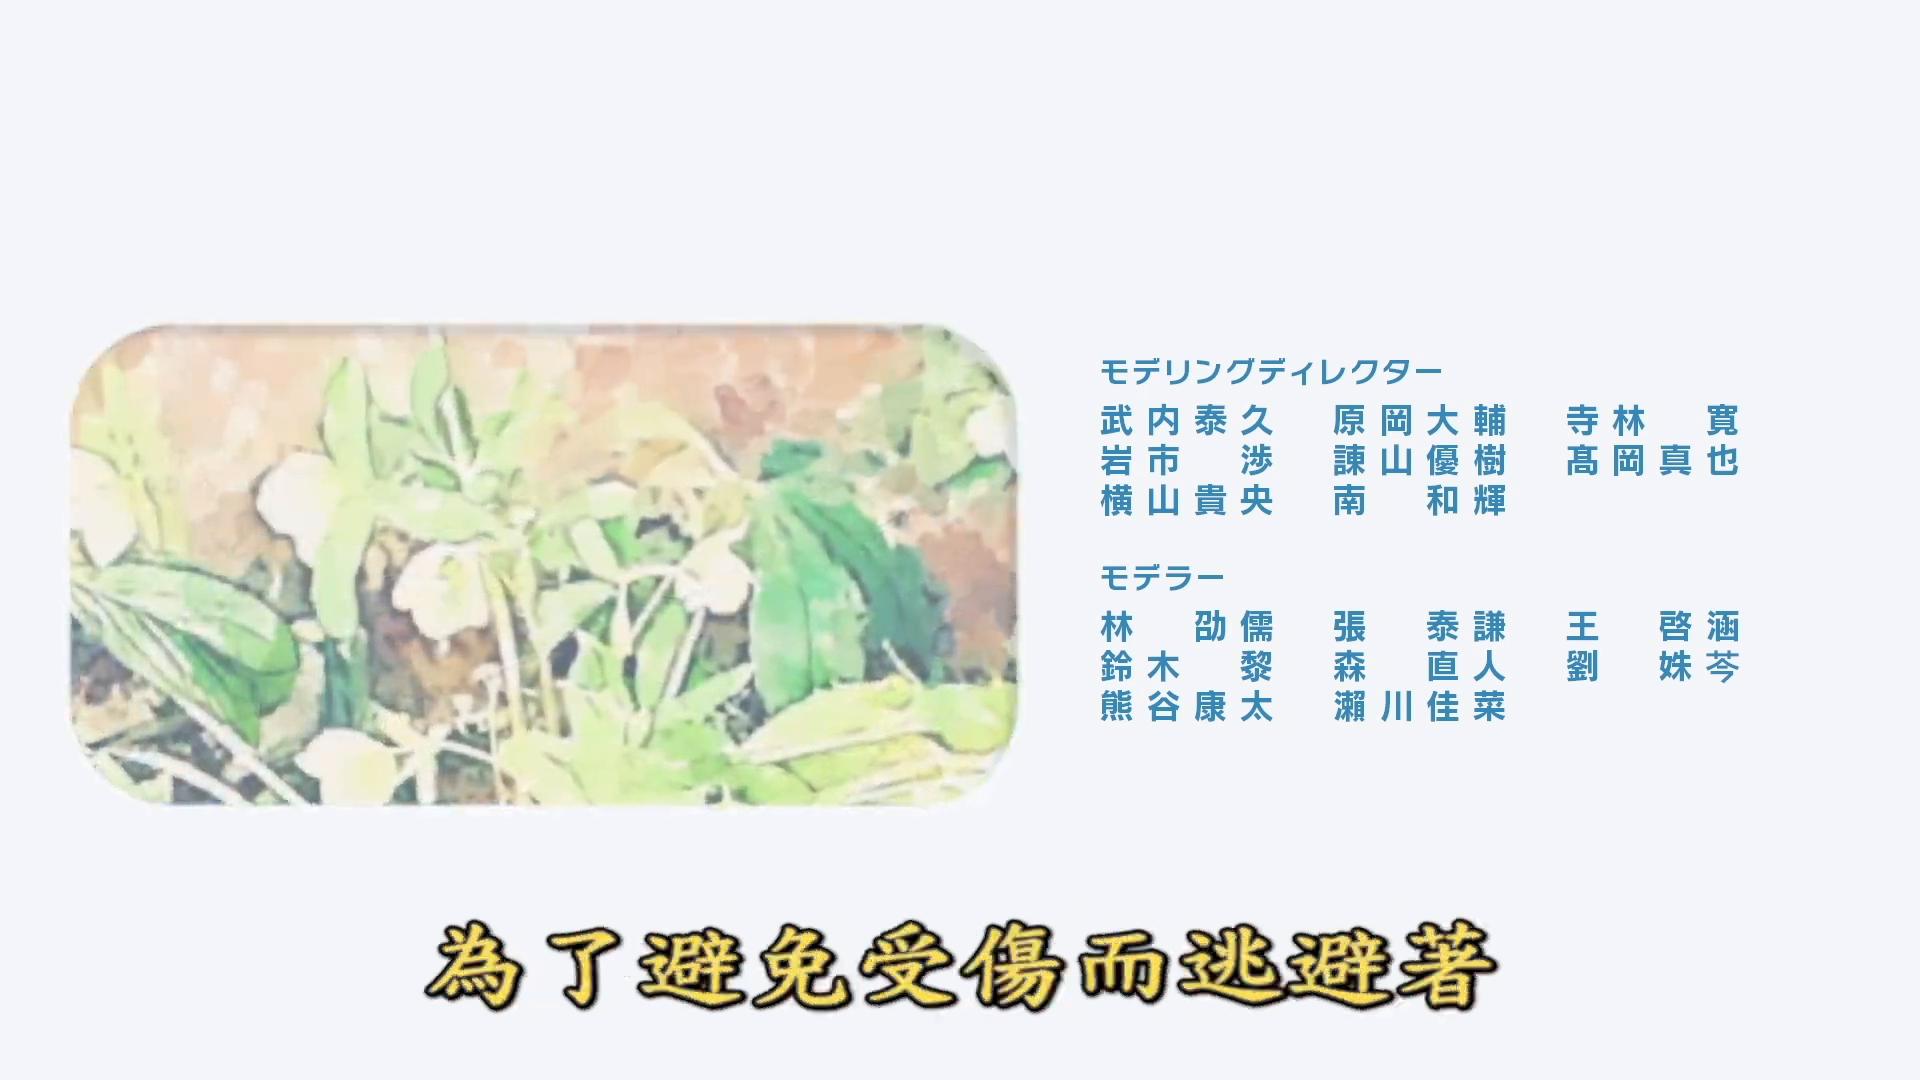 モデリングディレクター
武内泰久 原岡大輔 寺林 寛
岩市 渉 諌山優樹 髙岡真也
横山貴央 南 和輝
モデラー
林 劭儒 張 泰謙 王 啓涵
鈴木 黎 森 直人 劉 姝芩
熊谷康太 瀬川佳菜
為了避免受傷而逃避著